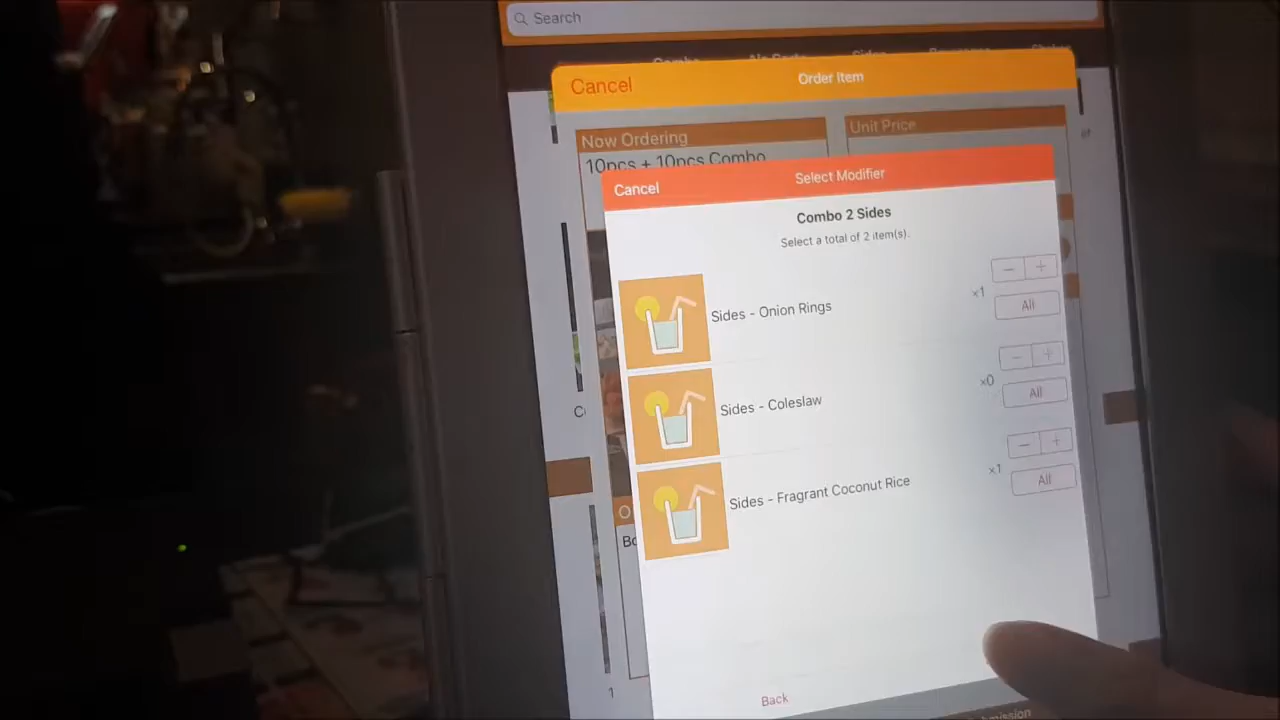 Search
Cancel
Order Item
Now Ordering
Unit Price
10pcs + 10pcs Combo
Cancel
Select Modifier
Combo 2 Sides
Select a total of 2 item(s).
Sides - Onion Rings
x1
− +
All
Sides - Coleslaw
x0
− +
All
Sides - Fragrant Coconut Rice
x1
− +
All
Back
1